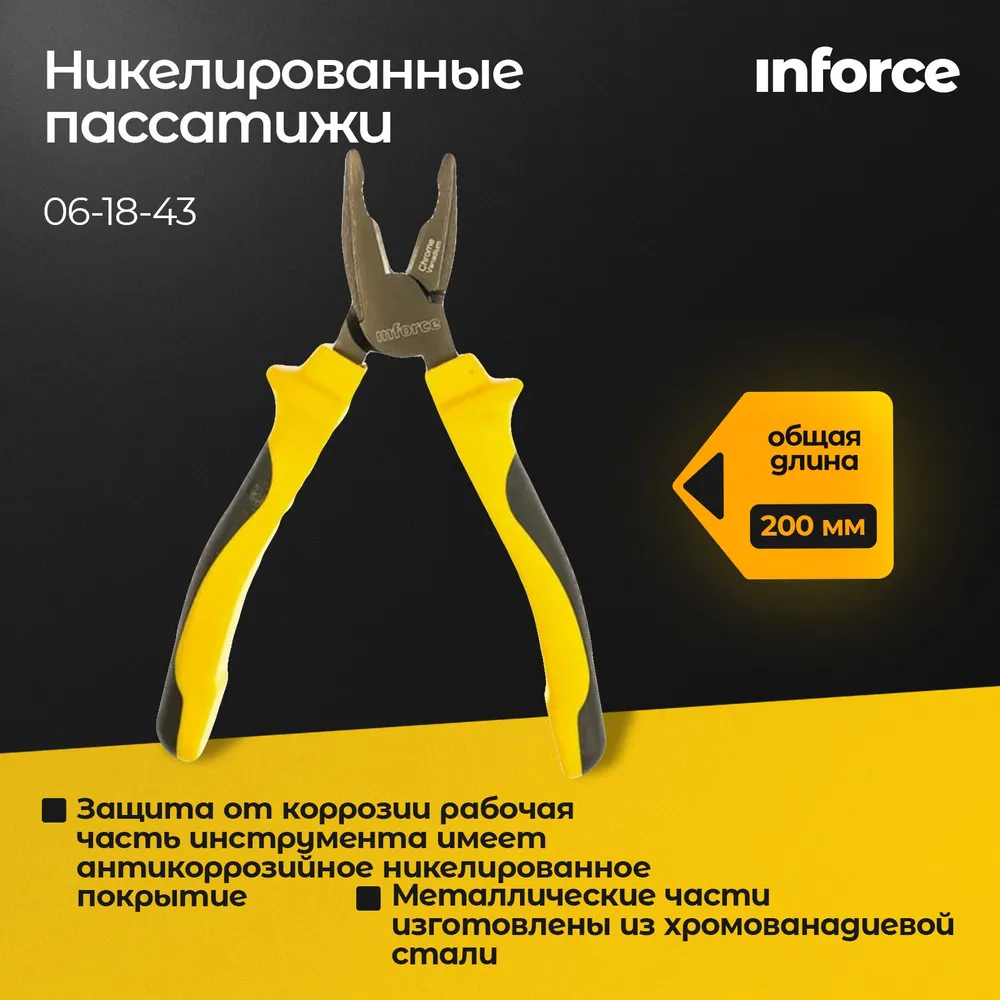 Никелированные
пассатижи
inforce
06-18-43
Chrome
Vanadium
inforce
общая
длина
200 мм
Защита от коррозии рабочая
часть инструмента имеет
антикоррозийное никелированное
покрытие
Металлические части
изготовлены из хромованадиевой
стали